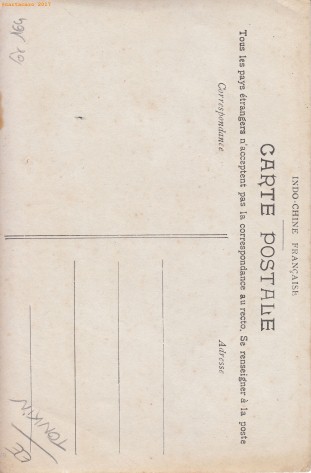 INDO-CHINE FRANÇAISE
CARTE POSTALE
Tous les pays étrangers n'acceptent pas la correspondance au recto. Se renseigner à la poste
Correspondance
Adresse
TONKIN